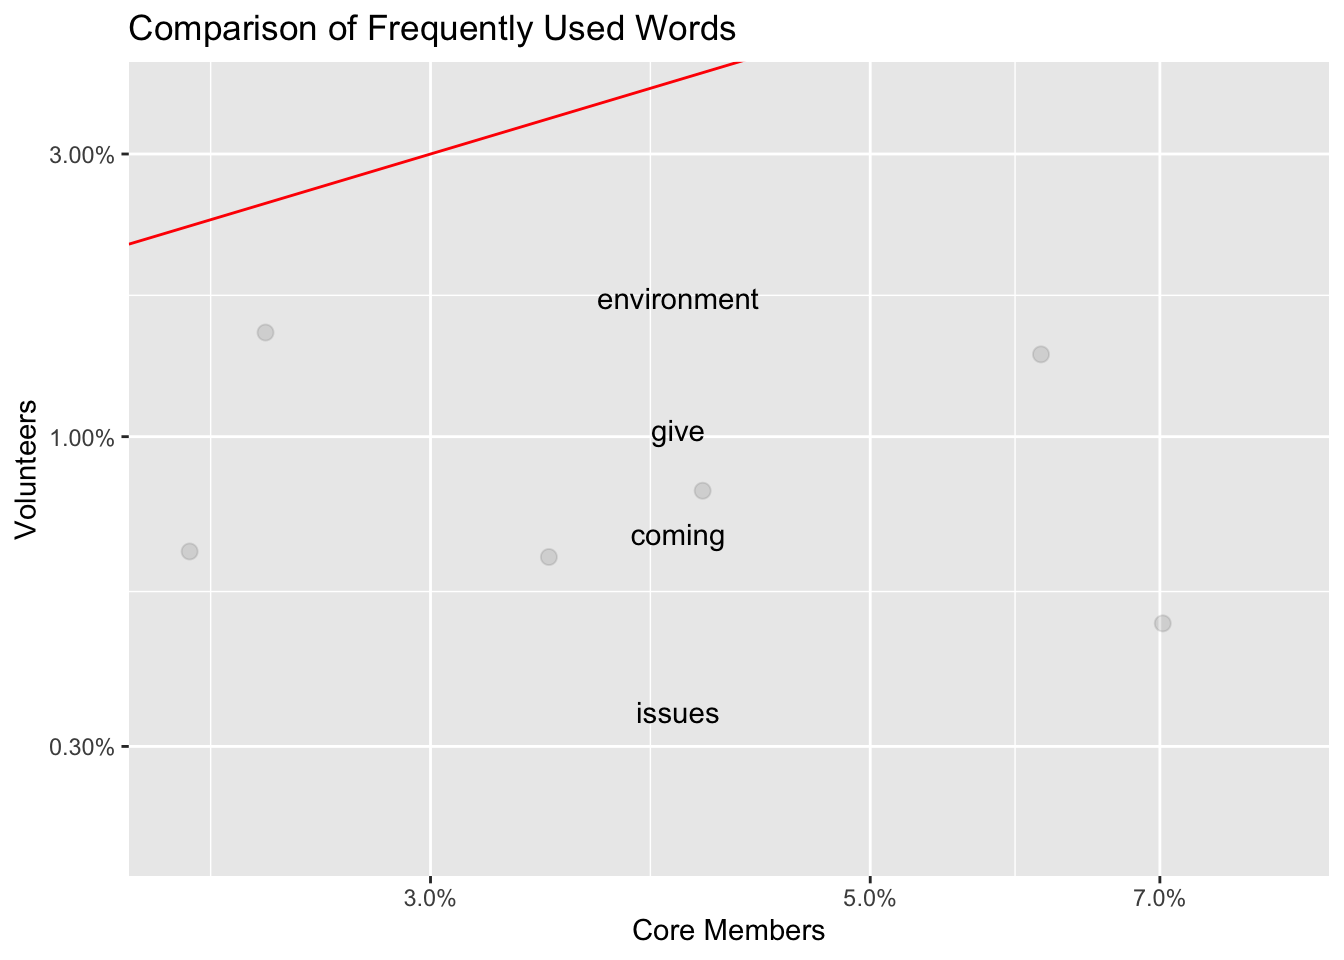 Comparison of Frequently Used Words
3.00%
environment
give
1.00%
Volunteers
coming
issues
0.30%
3.0%
5.0%
7.0%
Core Members